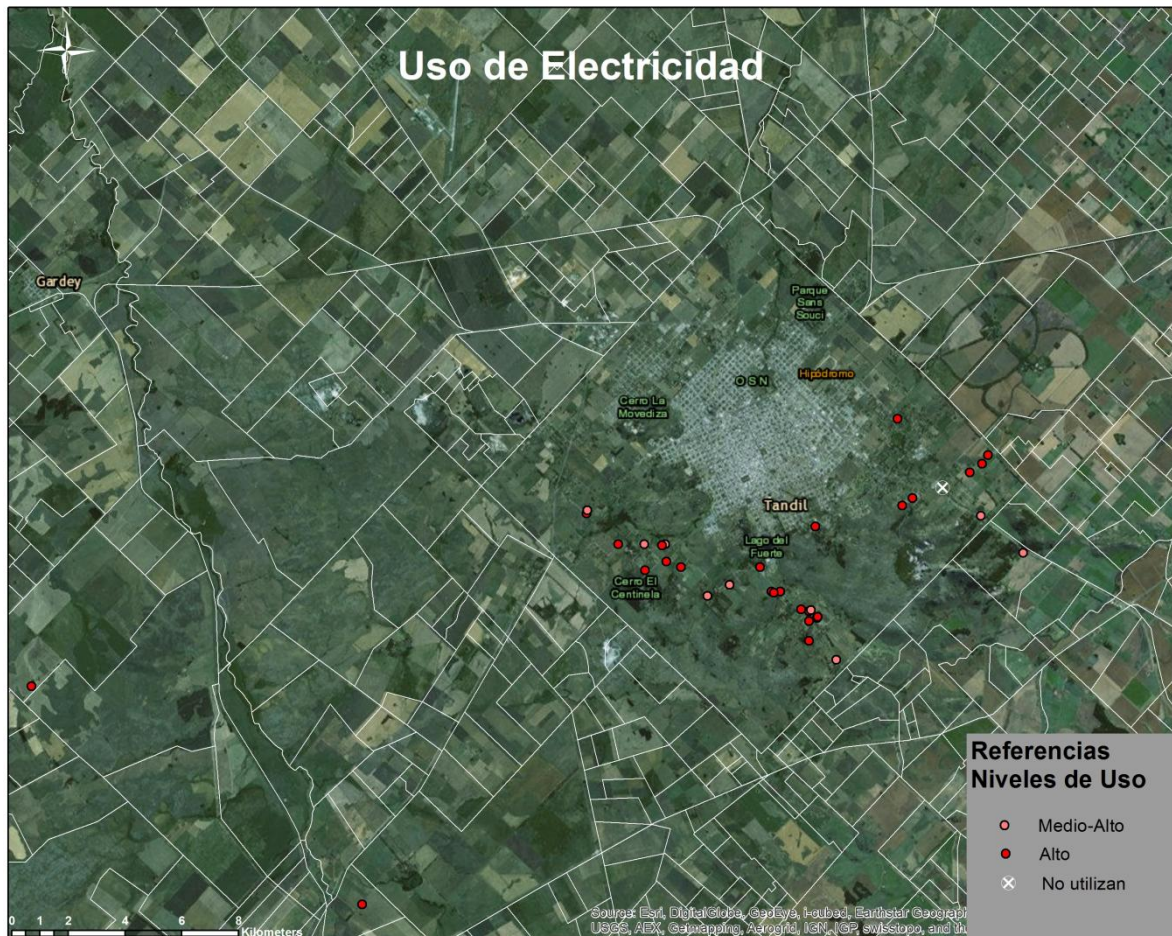 Uso de Electricidad
Gardey
Parque
Sans
Souci
Hipódromo
O S N
Cerro La
Movediza
Tandil
Lago del
Fuerte
Cerro El
Centinela
Referencias
Niveles de Uso
Medio-Alto
Alto
No utilizan
0 1 2 4 6 8
Kilometers
Source: Esri, DigitalGlobe, GeoEye, i-cubed, Earthstar Geograph
USGS, AEX, Getmapping, Aerogrid, IGN, IGP, swisstopo, and th